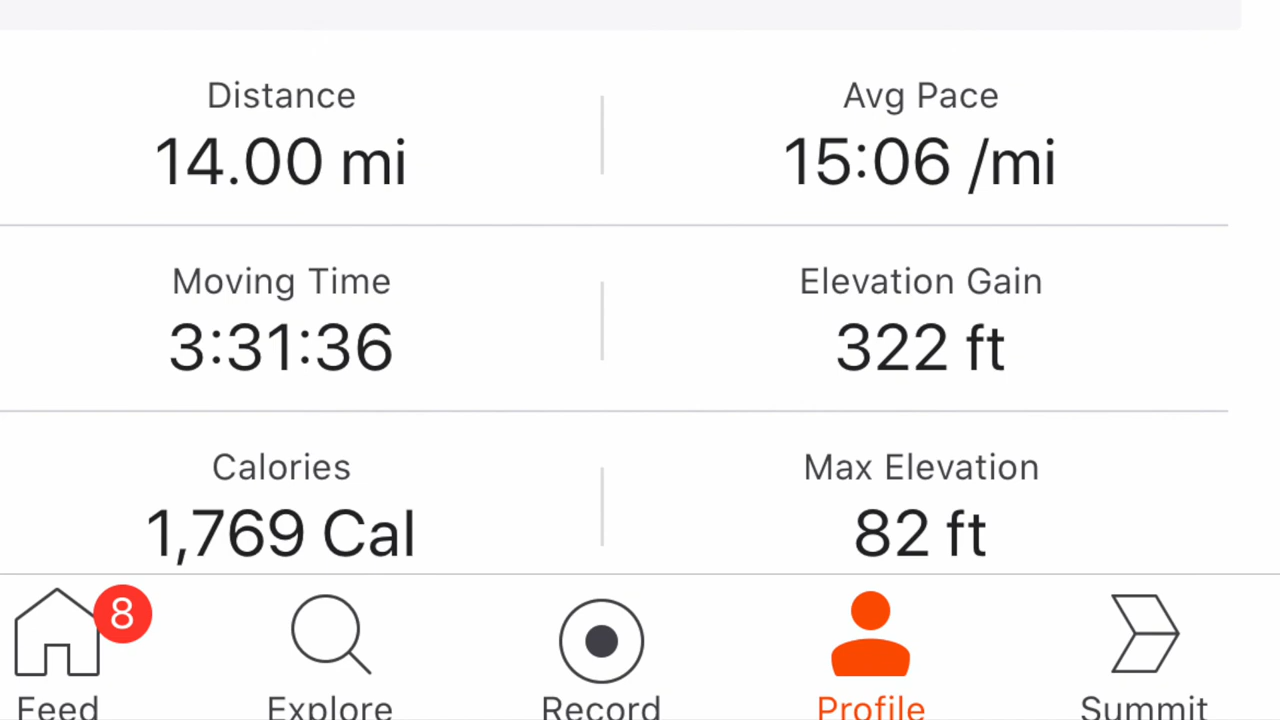 Distance
Avg Pace
14.00 mi
15:06 /mi
Moving Time
Elevation Gain
3:31:36
322 ft
Calories
Max Elevation
1,769 Cal
82 ft
8
Feed
Explore
Record
Profile
Summit